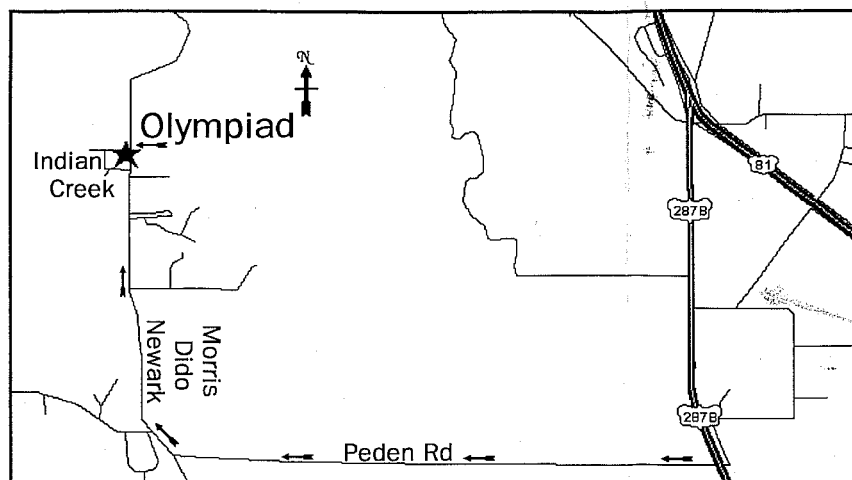 N
Olympiad
Indian
Creek
81
287B
Morris
Dido
Newark
287B
Peden Rd